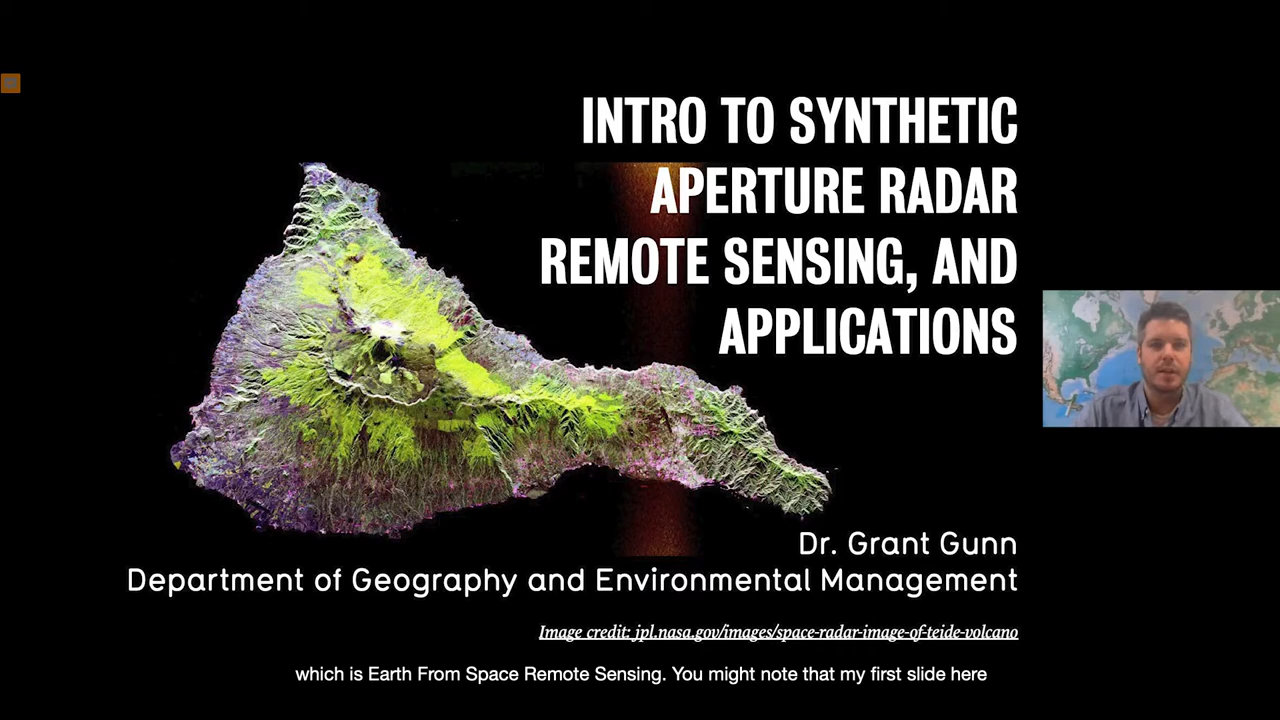 INTRO TO SYNTHETIC
APERTURE RADAR
REMOTE SENSING, AND
APPLICATIONS
Dr. Grant Gunn
Department of Geography and Environmental Management
Image credit: jpl.nasa.gov/images/space-radar-image-of-teide-volcano
which is Earth From Space Remote Sensing. You might note that my first slide here